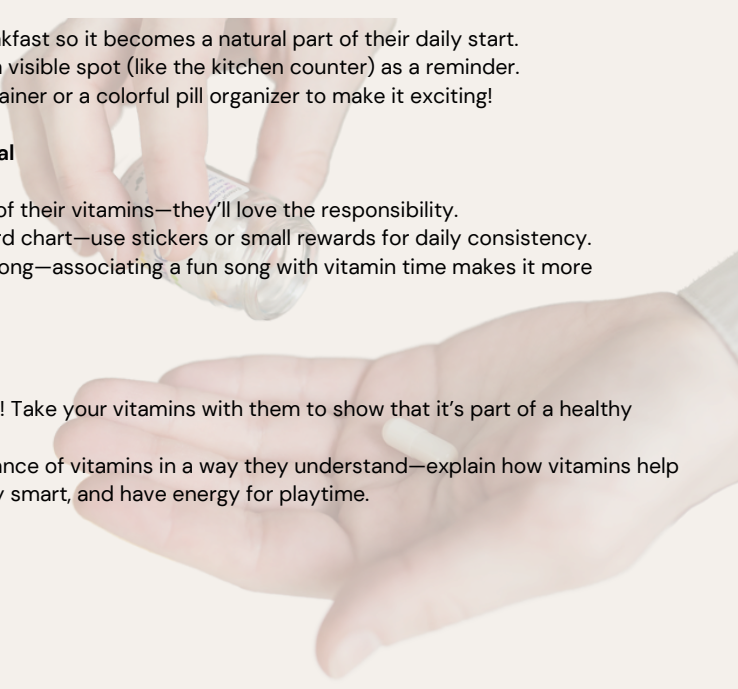 kfast so it becomes a natural part of their daily start.
visible spot (like the kitchen counter) as a reminder.
ainer or a colorful pill organizer to make it exciting!
al
of their vitamins—they’ll love the responsibility.
rd chart—use stickers or small rewards for daily consistency.
ong—associating a fun song with vitamin time makes it more
! Take your vitamins with them to show that it’s part of a healthy
ance of vitamins in a way they understand—explain how vitamins help
y smart, and have energy for playtime.